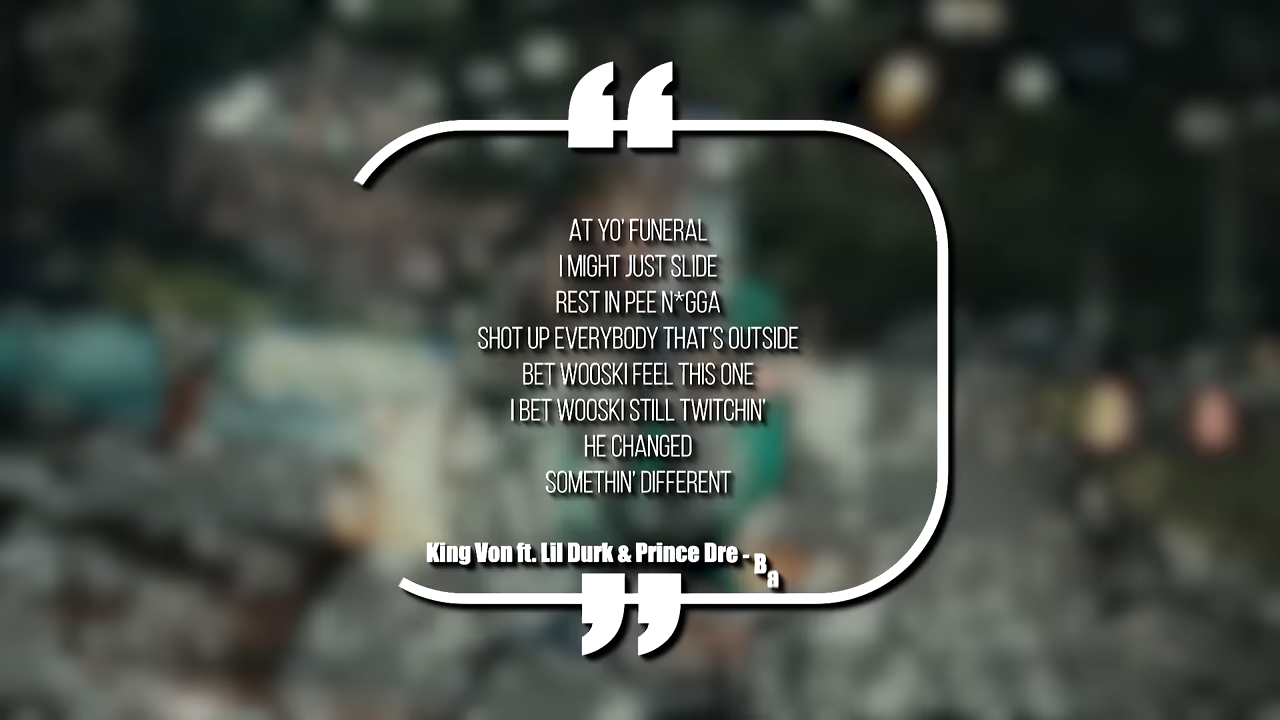 AT YO' FUNERAL
I MIGHT JUST SLIDE
REST IN PEE N*GGA
SHOT UP EVERYBODY THAT'S OUTSIDE
BET WOOSKI FEEL THIS ONE
I BET WOOSKI STILL TWITCHIN'
HE CHANGED
SOMETHIN' DIFFERENT
King Von ft. Lil Durk & Prince Dre - Ba